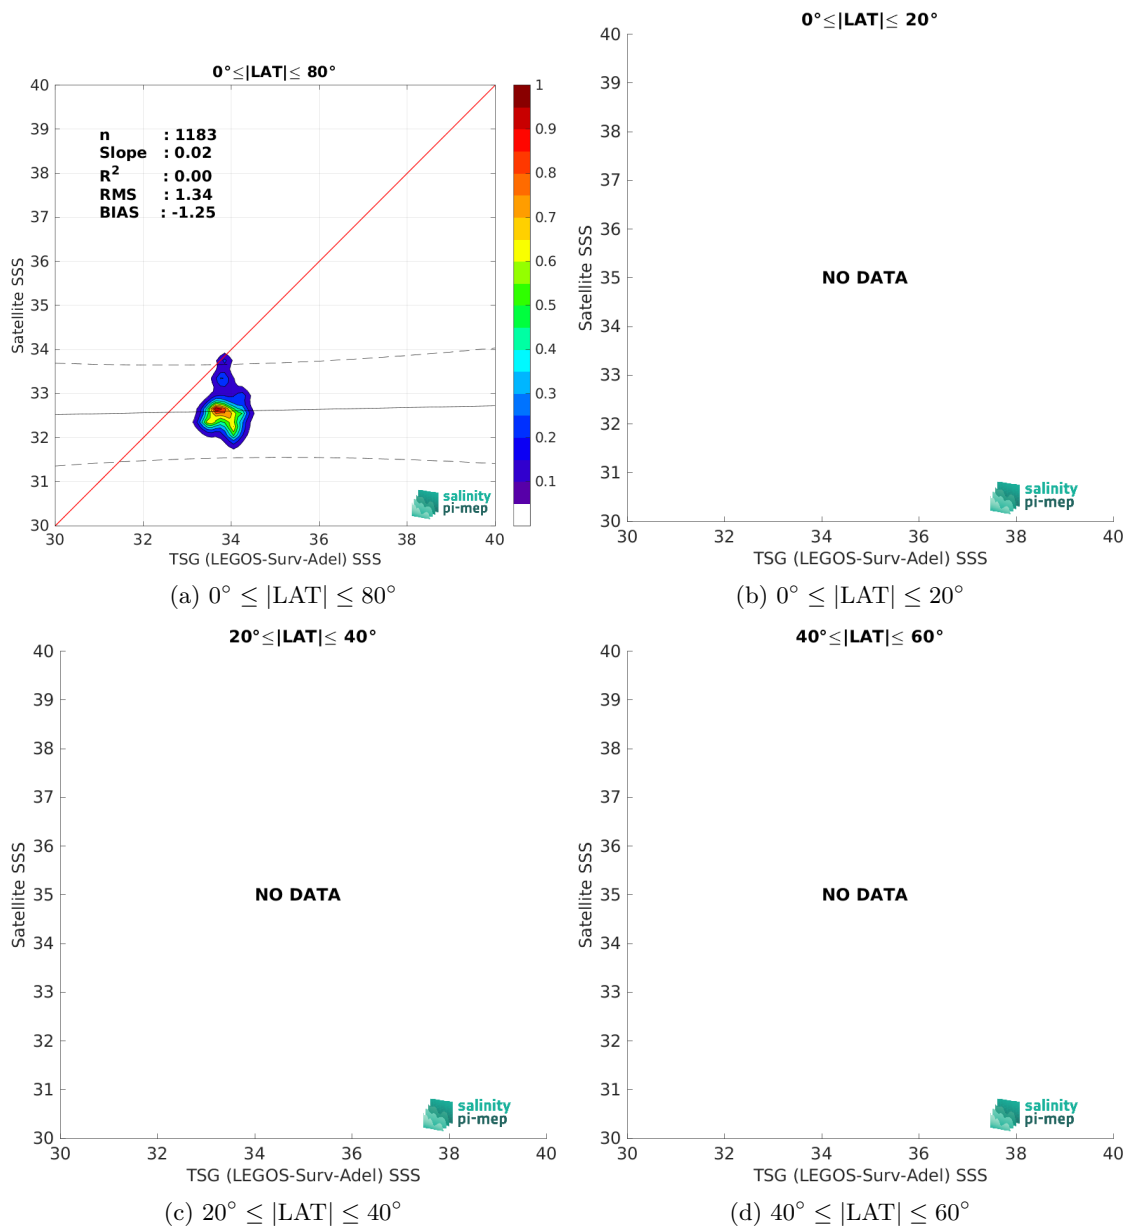 0°≤|LAT|≤ 80°
40
39
38
37
36
35
34
33
32
31
30
n : 1183
Slope : 0.02
R² : 0.00
RMS : 1.34
BIAS : -1.25
Satellite SSS
30 32 34 36 38 40
TSG (LEGOS-Surv-Adel) SSS
1
0.9
0.8
0.7
0.6
0.5
0.4
0.3
0.2
0.1
salinity
pi-mep
(a) 0° ≤ |LAT| ≤ 80°
0°≤|LAT|≤ 20°
40
39
38
37
36
35
34
33
32
31
30
Satellite SSS
NO DATA
salinity
pi-mep
30 32 34 36 38 40
TSG (LEGOS-Surv-Adel) SSS
(b) 0° ≤ |LAT| ≤ 20°
20°≤|LAT|≤ 40°
40
39
38
37
36
35
34
33
32
31
30
Satellite SSS
NO DATA
salinity
pi-mep
30 32 34 36 38 40
TSG (LEGOS-Surv-Adel) SSS
(c) 20° ≤ |LAT| ≤ 40°
40°≤|LAT|≤ 60°
40
39
38
37
36
35
34
33
32
31
30
Satellite SSS
NO DATA
salinity
pi-mep
30 32 34 36 38 40
TSG (LEGOS-Surv-Adel) SSS
(d) 40° ≤ |LAT| ≤ 60°